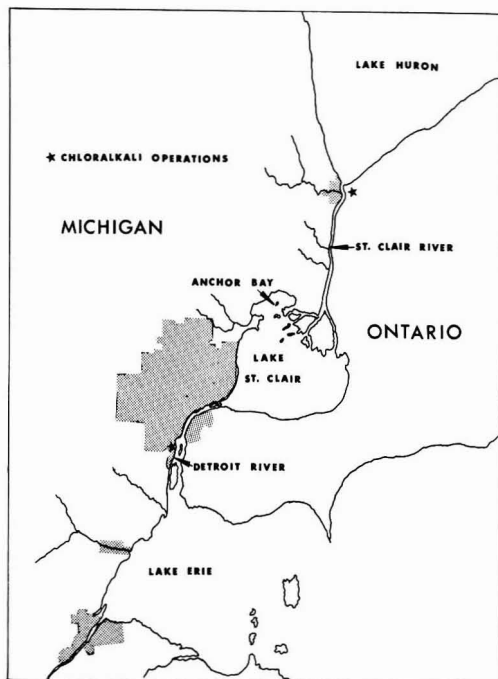 LAKE HURON
★ CHLORALKALI OPERATIONS
MICHIGAN
ST. CLAIR RIVER
ANCHOR BAY
ONTARIO
LAKE
ST. CLAIR
DETROIT RIVER
LAKE ERIE